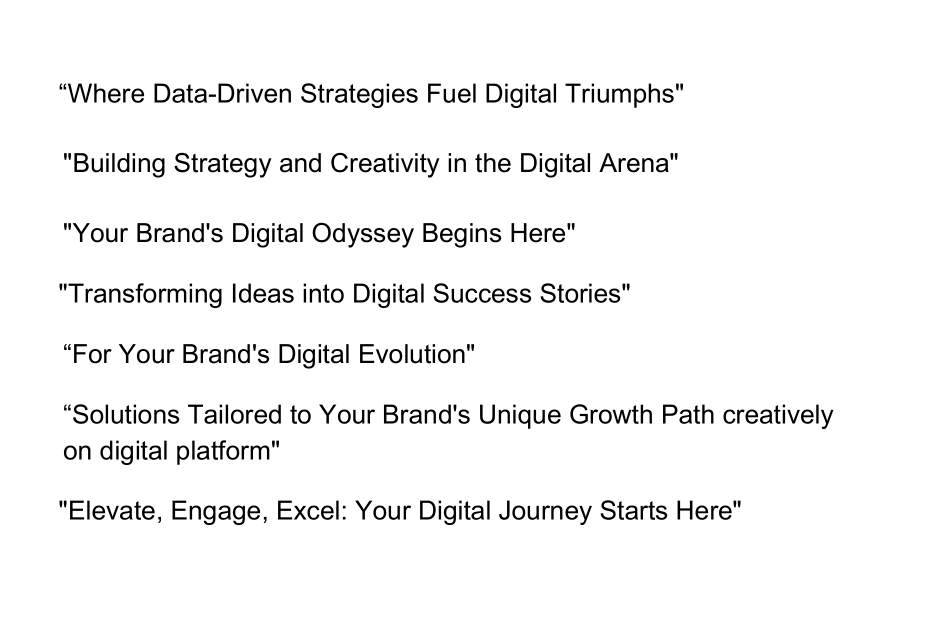 “Where Data-Driven Strategies Fuel Digital Triumphs"
"Building Strategy and Creativity in the Digital Arena"
"Your Brand's Digital Odyssey Begins Here"
"Transforming Ideas into Digital Success Stories"
“For Your Brand's Digital Evolution"
“Solutions Tailored to Your Brand's Unique Growth Path creatively
on digital platform"
"Elevate, Engage, Excel: Your Digital Journey Starts Here"